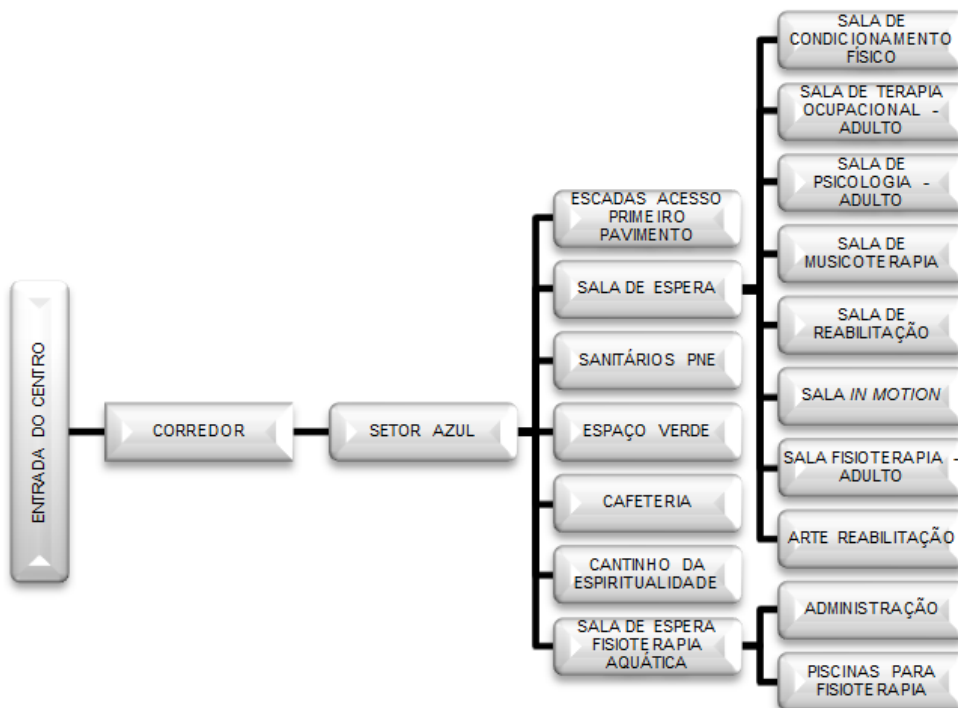 ENTRADA DO CENTRO
CORREDOR
SETOR AZUL
ESCADAS ACESSO
PRIMEIRO
PAVIMENTO
SALA DE ESPERA
SANITÁRIOS PNE
ESPAÇO VERDE
CAFETERIA
CANTINHO DA
ESPIRITUALIDADE
SALA DE ESPERA
FISIOTERAPIA
AQUÁTICA
SALA DE
CONDICIONAMENTO
FÍSICO
SALA DE TERAPIA
OCUPACIONAL -
ADULTO
SALA DE
PSICOLOGIA -
ADULTO
SALA DE
MUSICOTERAPIA
SALA DE
REABILITAÇÃO
SALA IN MOTION
SALA FISIOTERAPIA -
ADULTO
ARTE REABILITAÇÃO
ADMINISTRAÇÃO
PISCINAS PARA
FISIOTERAPIA